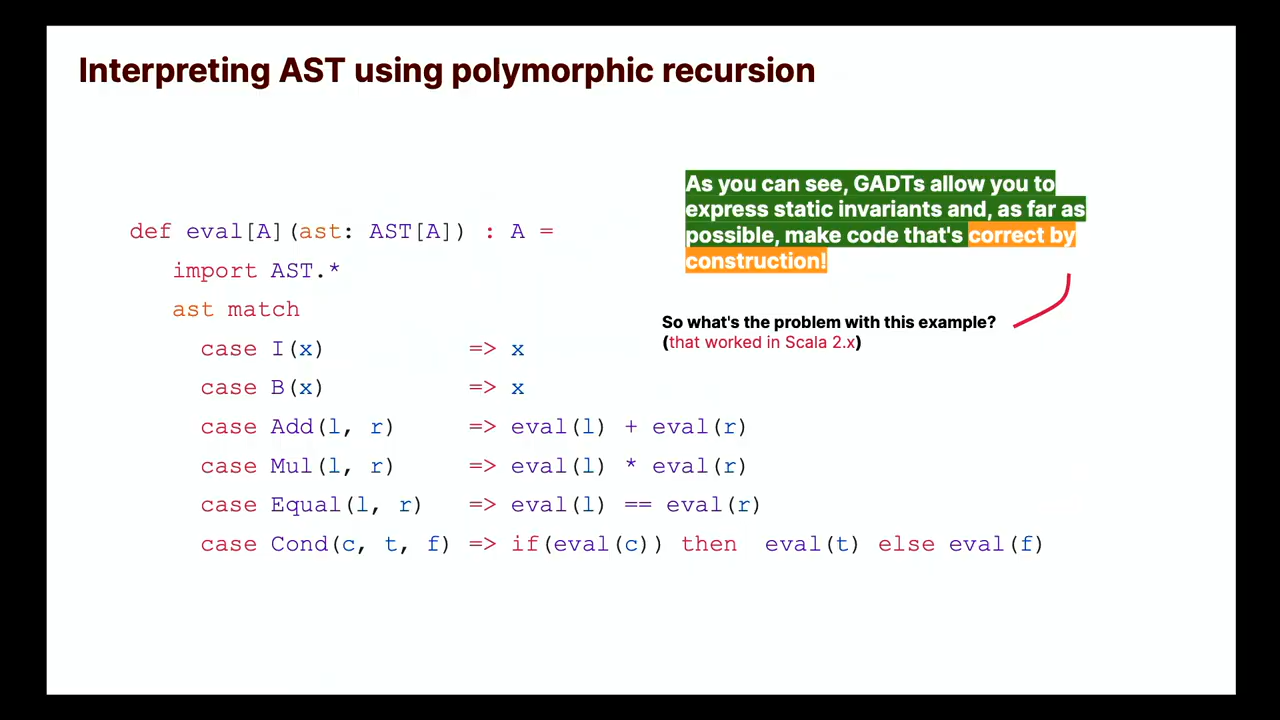 Interpreting AST using polymorphic recursion
def eval[A](ast: AST[A]) : A =
import AST.*
ast match
case I(x) => x
case B(x) => x
case Add(l, r) => eval(l) + eval(r)
case Mul(l, r) => eval(l) * eval(r)
case Equal(l, r) => eval(l) == eval(r)
case Cond(c, t, f) => if(eval(c)) then eval(t) else eval(f)
As you can see, GADTs allow you to
express static invariants and, as far as
possible, make code that's correct by
construction!
So what's the problem with this example?
(that worked in Scala 2.x)